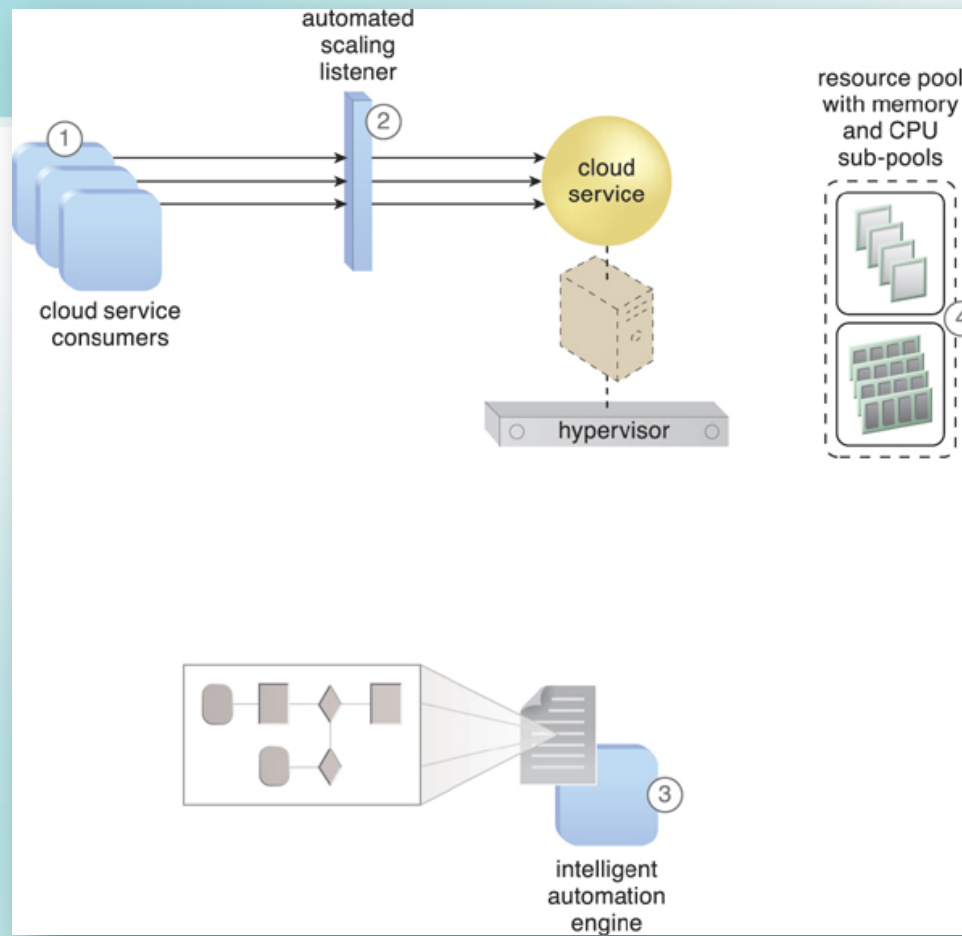 automated
scaling
listener
resource pool
with memory
and CPU
sub-pools
1
2
cloud
service
cloud service
consumers
4
hypervisor
3
intelligent
automation
engine